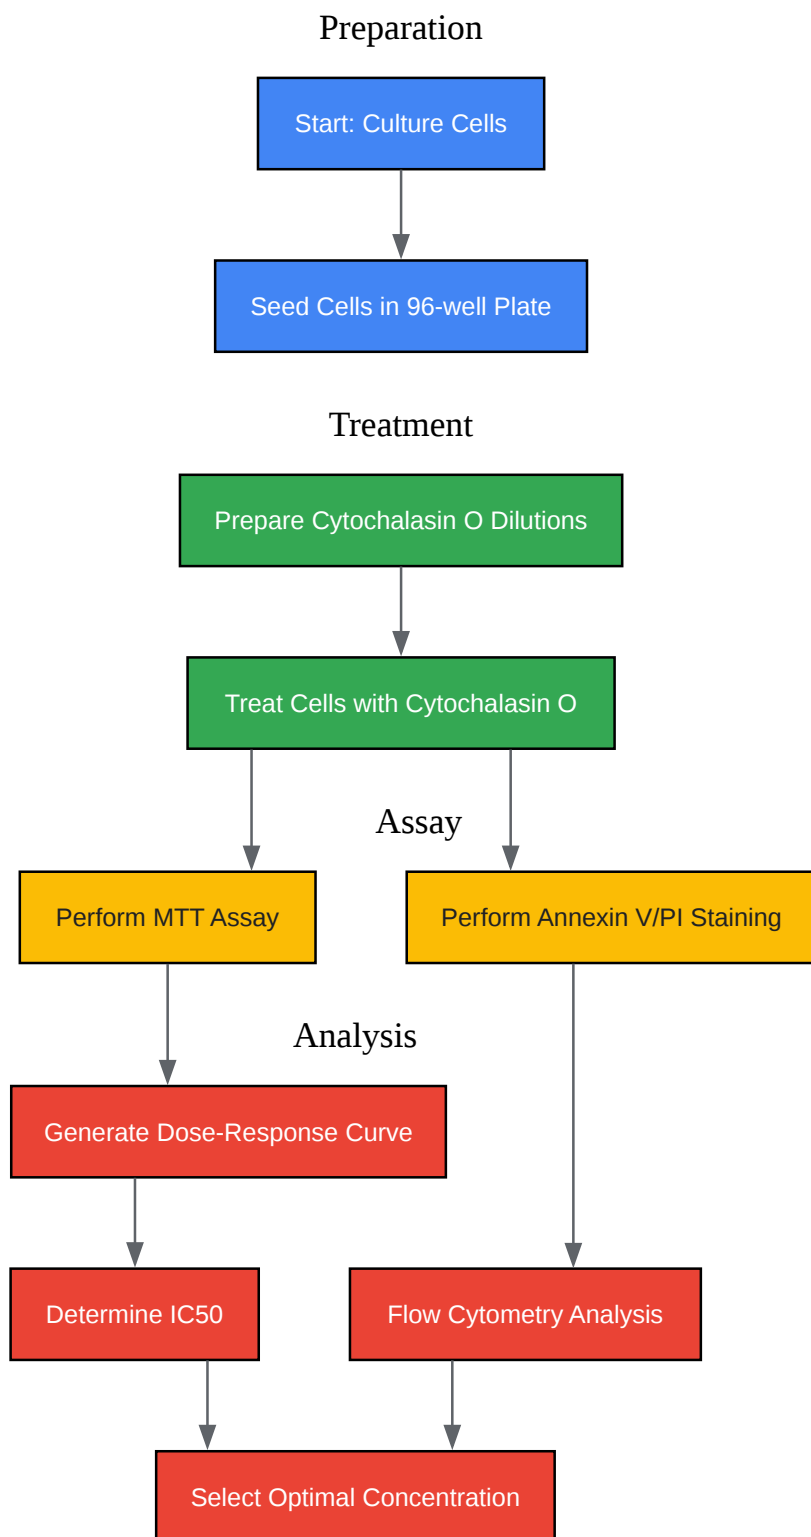 Preparation
Start: Culture Cells
Seed Cells in 96-well Plate
Treatment
Prepare Cytochalasin O Dilutions
Treat Cells with Cytochalasin O
Assay
Perform MTT Assay
Perform Annexin V/PI Staining
Analysis
Generate Dose-Response Curve
Determine IC50
Flow Cytometry Analysis
Select Optimal Concentration